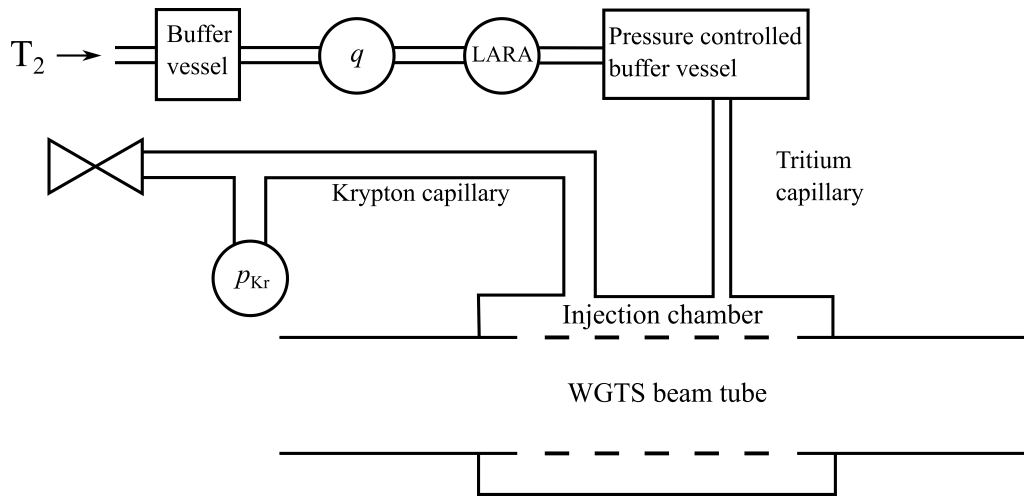 T₂
Buffer
vessel
q
LARA
Pressure controlled
buffer vessel
Tritium
capillary
Krypton capillary
pKr
Injection chamber
WGTS beam tube